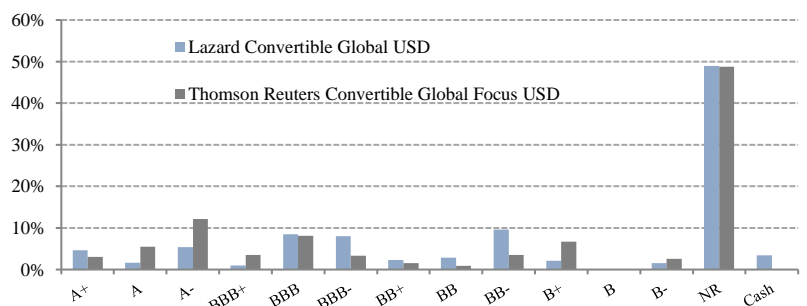 60%
Lazard Convertible Global USD
50%
Thomson Reuters Convertible Global Focus USD
40%
30%
20%
10%
0%
A+ A A- BBB+ BBB BBB- BB+ BB BB- B+ B B- NR Cash